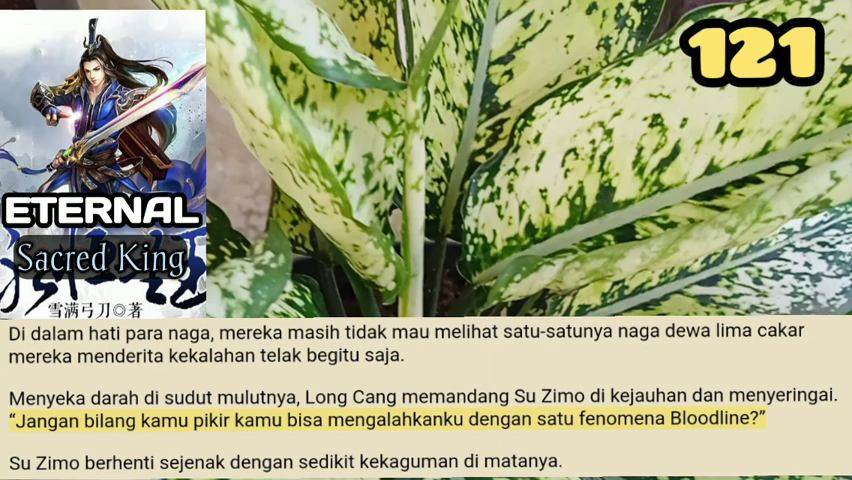 121
ETERNAL
Sacred King
雪满弓刀◎著
Di dalam hati para naga, mereka masih tidak mau melihat satu-satunya naga dewa lima cakar
mereka menderita kekalahan telak begitu saja.
Menyeka darah di sudut mulutnya, Long Cang memandang Su Zimo di kejauhan dan menyeringai.
“Jangan bilang kamu pikir kamu bisa mengalahkanku dengan satu fenomena Bloodline?”
Su Zimo berhenti sejenak dengan sedikit kekaguman di matanya.